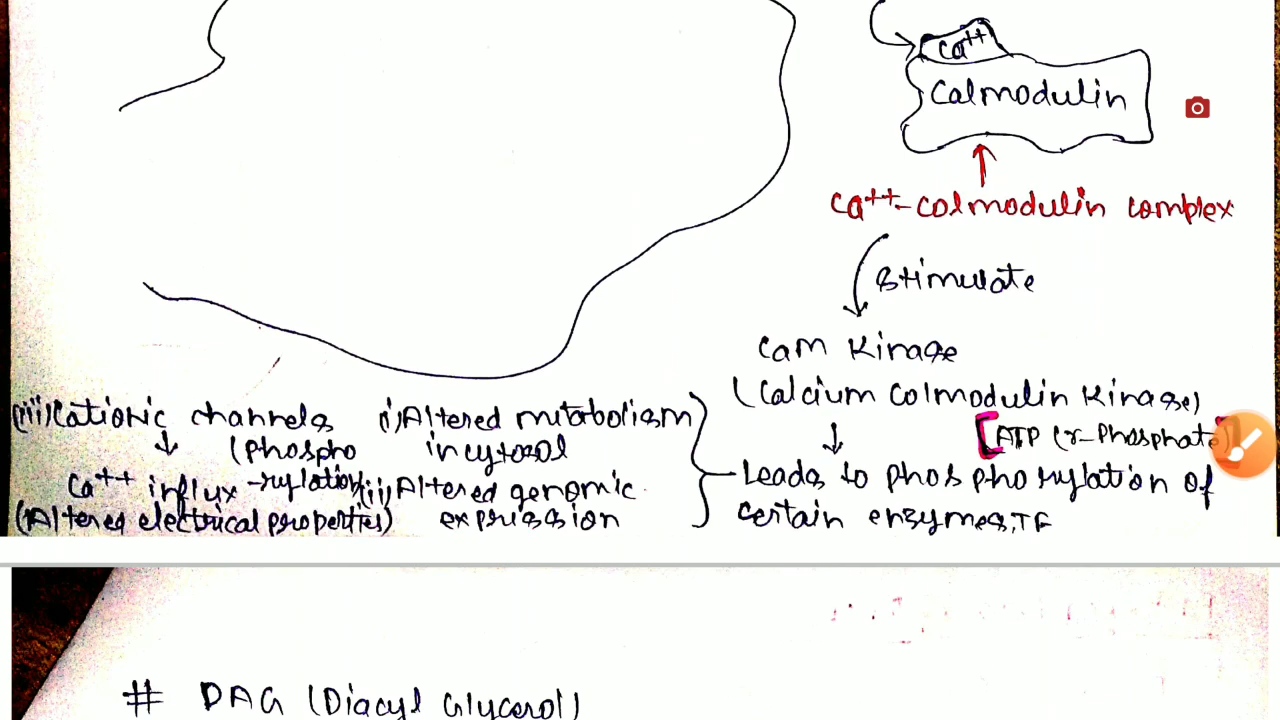 Ca++
Calmodulin
Ca++-Calmodulin complex
Stimulate
Cam Kinase
(Calcium Calmodulin Kinase)
[ATP (γ-Phosphate)]
Leads to phosphorylation of
certain enzymes, TF
(i) Altered metabolism
in cytosol
(ii) Altered genomic
expression
(iii) Cationic channels
(Phospho
-rylation)
Ca++ influx
(Altered electrical properties)
# DAG (Diacyl Glycerol)